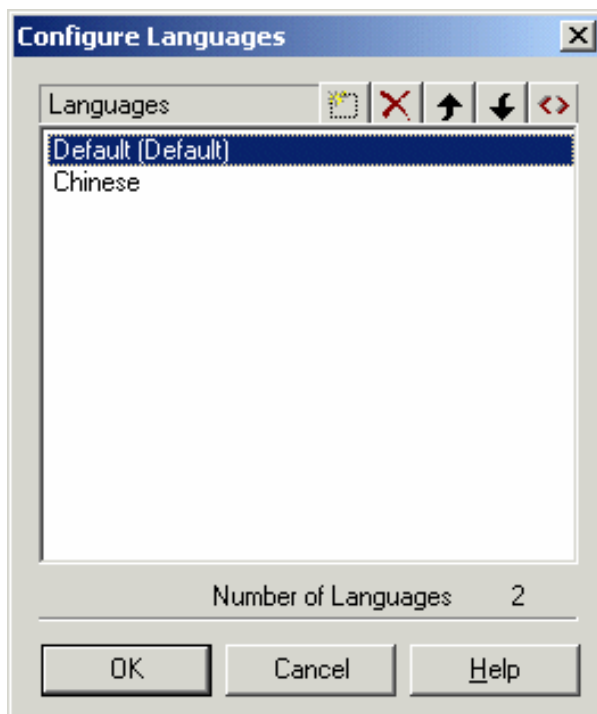 Configure Languages
Languages
Default (Default)
Chinese
Number of Languages 2
OK Cancel Help